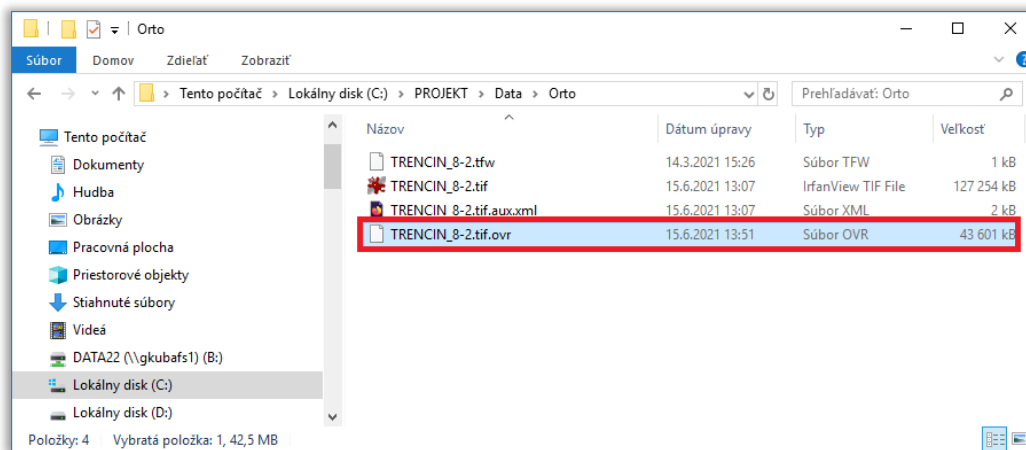 Orto
Súbor Domov Zdieľať Zobraziť
Tento počítač Lokálny disk (C:) PROJEKT Data Orto Prehľadávať: Orto
Tento počítač
Dokumenty
Hudba
Obrázky
Pracovná plocha
Priestorové objekty
Stiahnuté súbory
Videá
DATA22 (\\gkubafs1) (B:)
Lokálny disk (C:)
Lokálny disk (D:)
Názov Dátum úpravy Typ Veľkosť
TRENCIN_8-2.tfw 14.3.2021 15:26 Súbor TFW 1 kB
TRENCIN_8-2.tif 15.6.2021 13:07 IrfanView TIF File 127 254 kB
TRENCIN_8-2.tif.aux.xml 15.6.2021 13:07 Súbor XML 2 kB
TRENCIN_8-2.tif.ovr 15.6.2021 13:51 Súbor OVR 43 601 kB
Položky: 4 Vybratá položka: 1, 42,5 MB